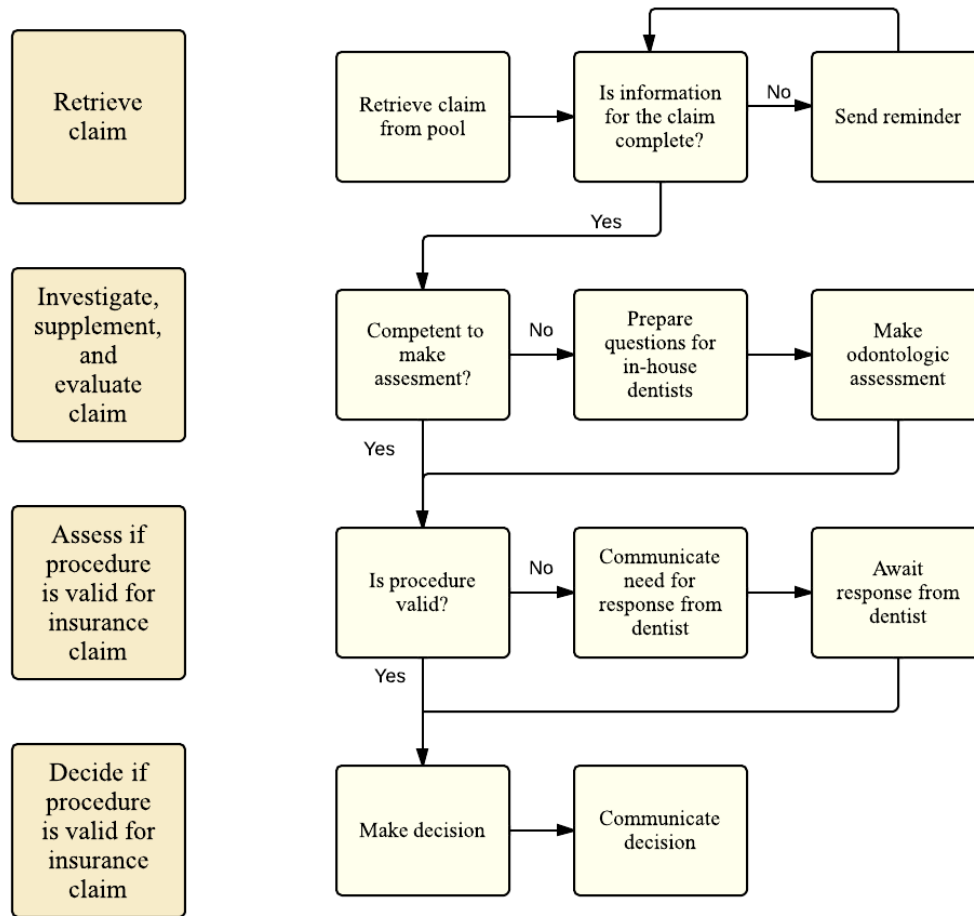 Retrieve
claim
Retrieve claim
from pool
Is information
for the claim
complete?
No
Send reminder
Yes
Investigate,
supplement,
and
evaluate
claim
Competent to
make
assesment?
No
Prepare
questions for
in-house
dentists
Make
odontologic
assessment
Yes
Assess if
procedure
is valid for
insurance
claim
Is procedure
valid?
No
Communicate
need for
response from
dentist
Await
response from
dentist
Yes
Decide if
procedure
is valid for
insurance
claim
Make decision
Communicate
decision